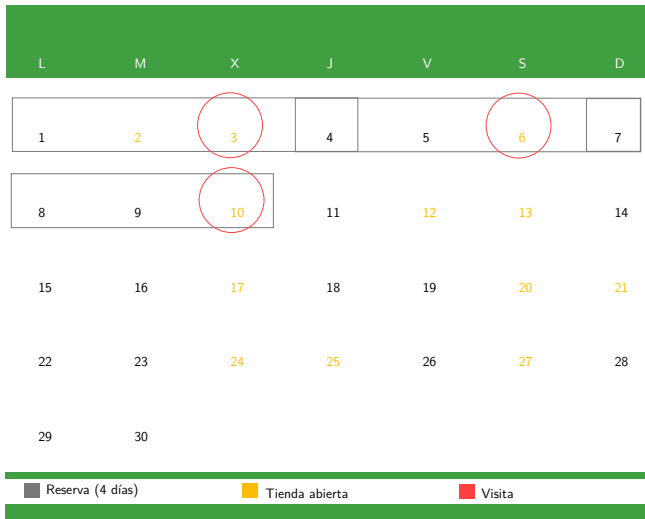 L M X J V S D
1 2 3 4 5 6 7
8 9 10 11 12 13 14
15 16 17 18 19 20 21
22 23 24 25 26 27 28
29 30
Reserva (4 días) Tienda abierta Visita